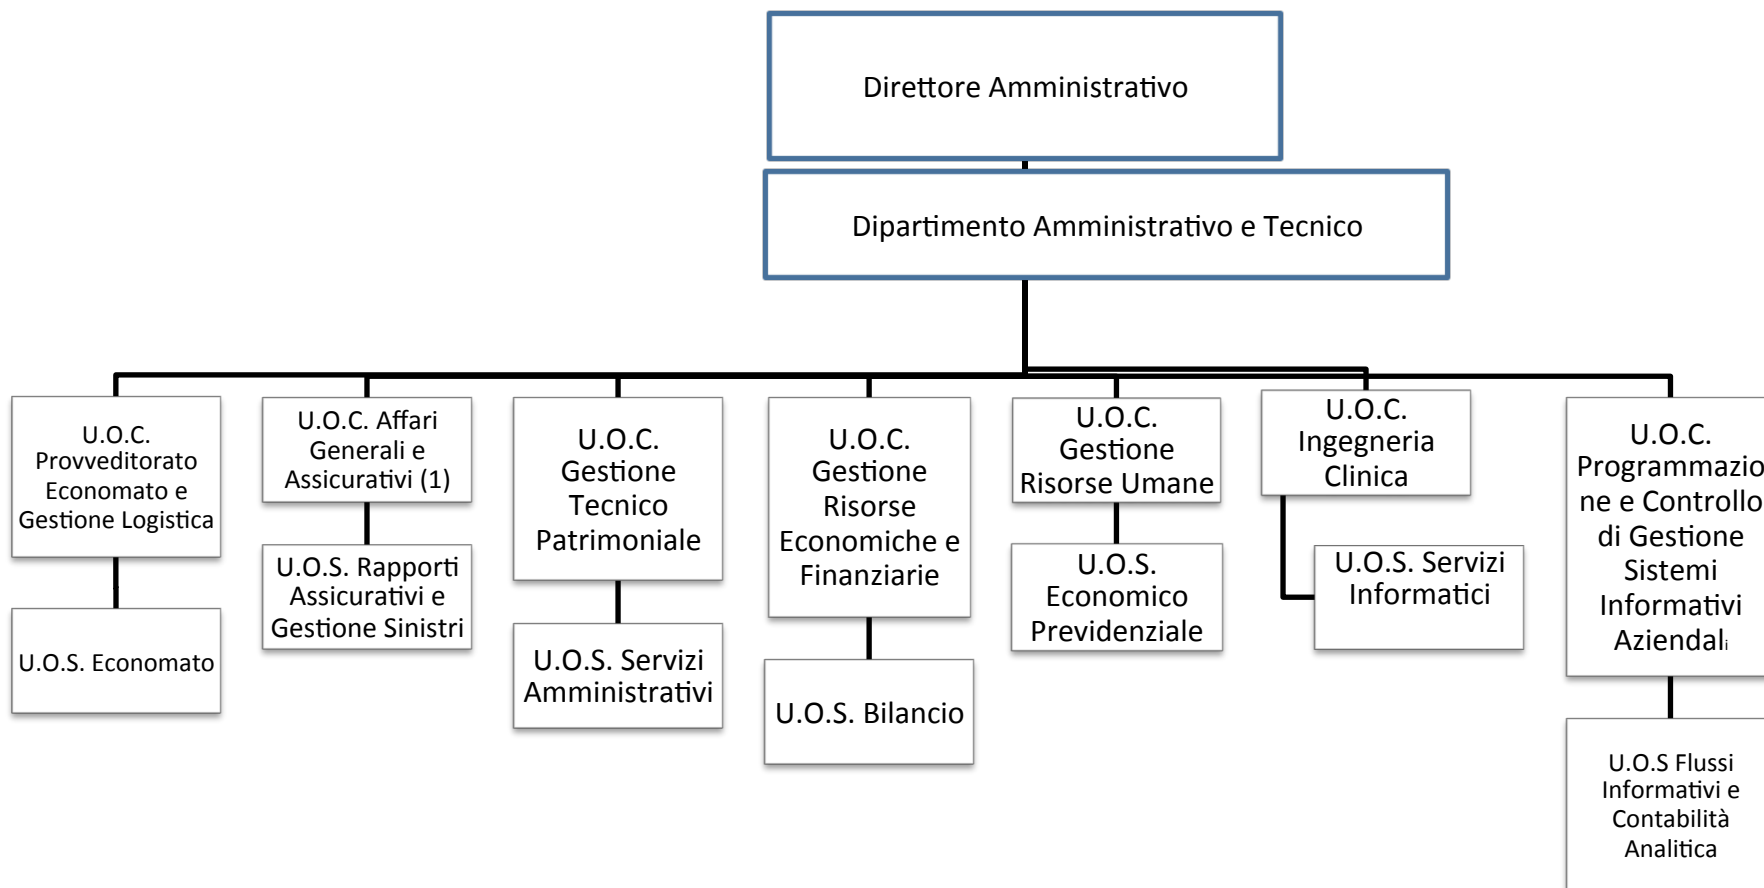 Direttore Amministrativo
Dipartimento Amministrativo e Tecnico
U.O.C.
Provveditorato
Economato e
Gestione Logistica
U.O.S. Economato
U.O.C. Affari
Generali e
Assicurativi (1)
U.O.S. Rapporti
Assicurativi e
Gestione Sinistri
U.O.C.
Gestione
Tecnico
Patrimoniale
U.O.S. Servizi
Amministrativi
U.O.C.
Gestione
Risorse
Economiche e
Finanziarie
U.O.S. Bilancio
U.O.C.
Gestione
Risorse Umane
U.O.S.
Economico
Previdenziale
U.O.C.
Ingegneria
Clinica
U.O.S. Servizi
Informatici
U.O.C.
Programmazio
ne e Controllo
di Gestione
Sistemi
Informativi
Aziendali
U.O.S Flussi
Informativi e
Contabilità
Analitica